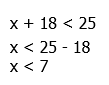 x + 18 < 25
x < 25 - 18
x < 7